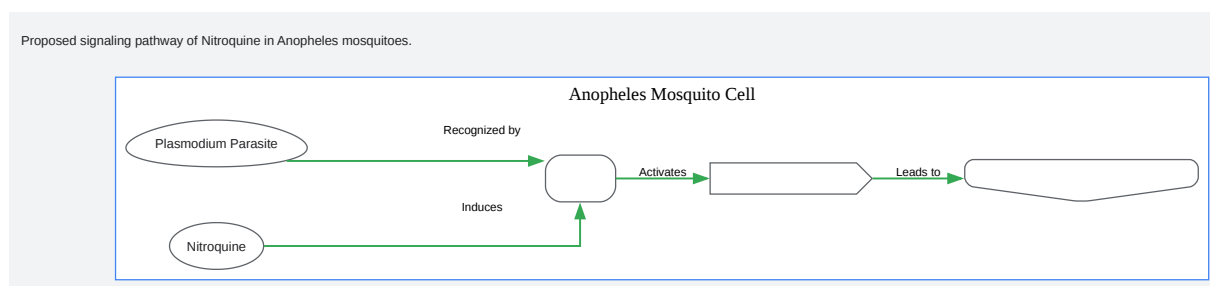 Proposed signaling pathway of Nitroquine in Anopheles mosquitoes.
Anopheles Mosquito Cell
Recognized by
Plasmodium Parasite
Activates
Leads to
Induces
Nitroquine